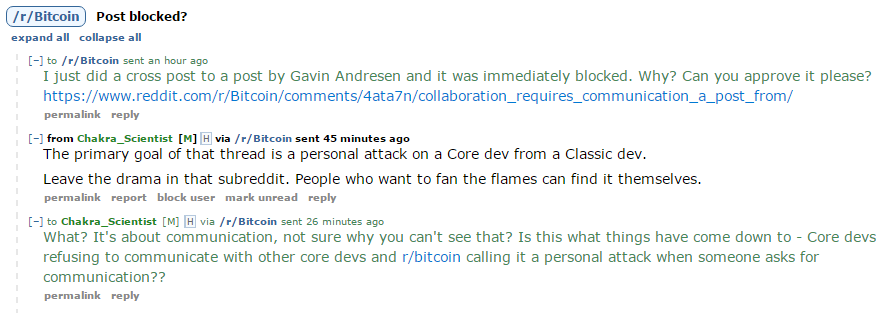 /r/Bitcoin Post blocked?
expand all collapse all
[–] to /r/Bitcoin sent an hour ago
I just did a cross post to a post by Gavin Andresen and it was immediately blocked. Why? Can you approve it please?
https://www.reddit.com/r/Bitcoin/comments/4ata7n/collaboration_requires_communication_a_post_from/
permalink reply
[–] from Chakra_Scientist [M] H via /r/Bitcoin sent 45 minutes ago
The primary goal of that thread is a personal attack on a Core dev from a Classic dev.
Leave the drama in that subreddit. People who want to fan the flames can find it themselves.
permalink report block user mark unread reply
[–] to Chakra_Scientist [M] H via /r/Bitcoin sent 26 minutes ago
What? It's about communication, not sure why you can't see that? Is this what things have come down to - Core devs
refusing to communicate with other core devs and r/bitcoin calling it a personal attack when someone asks for
communication??
permalink reply